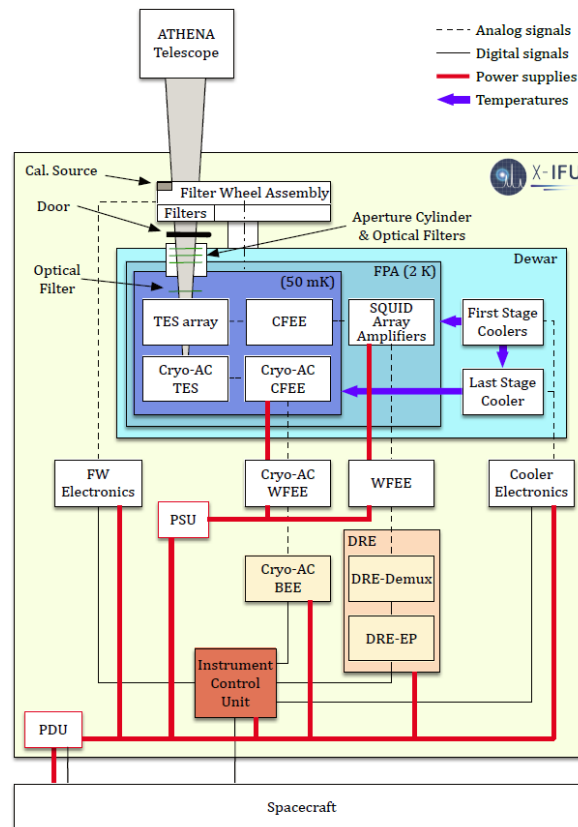 ATHENA
Telescope
Analog signals
Digital signals
Power supplies
Temperatures
Cal. Source
Filter Wheel Assembly
X-IFU
Door
Filters
Aperture Cylinder
& Optical Filters
Dewar
Optical
Filter
(50 mK)
FPA (2 K)
TES array
CFEE
SQUID
Array
Amplifiers
First Stage
Coolers
Cryo-AC
TES
Cryo-AC
CFEE
Last Stage
Cooler
FW
Electronics
Cryo-AC
WFEE
WFEE
Cooler
Electronics
PSU
DRE
Cryo-AC
BEE
DRE-Demux
DRE-EP
Instrument
Control
Unit
PDU
Spacecraft